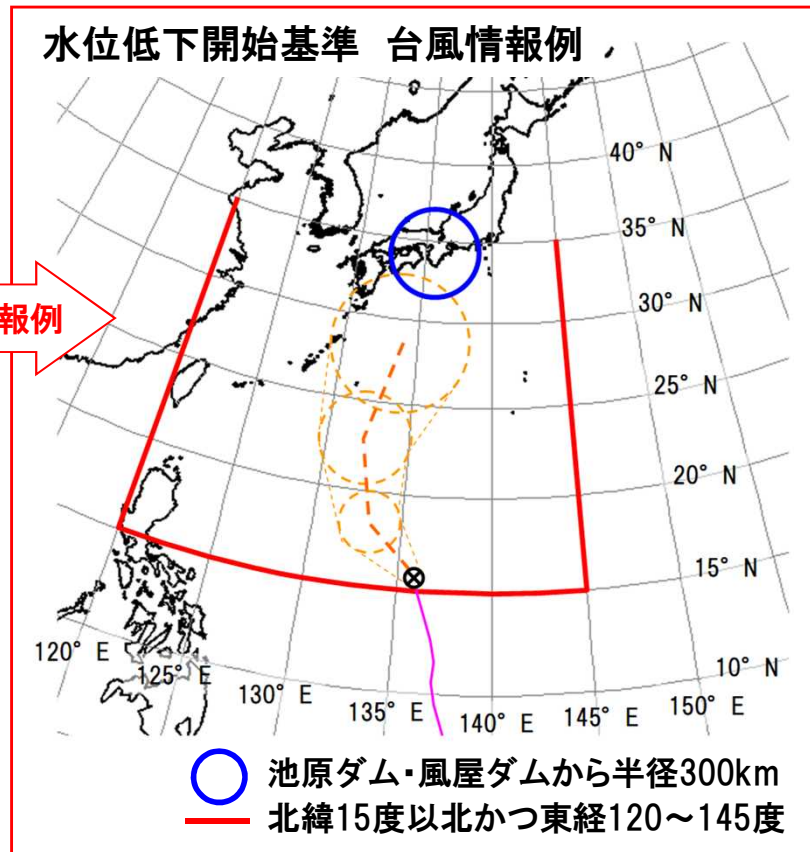 水位低下開始基準 台風情報例
報例
40° N
35° N
30° N
25° N
20° N
15° N
10° N
120° E
125° E
130° E
135° E
140° E
145° E
150° E
池原ダム・風屋ダムから半径300km
北緯15度以北かつ東経120～145度